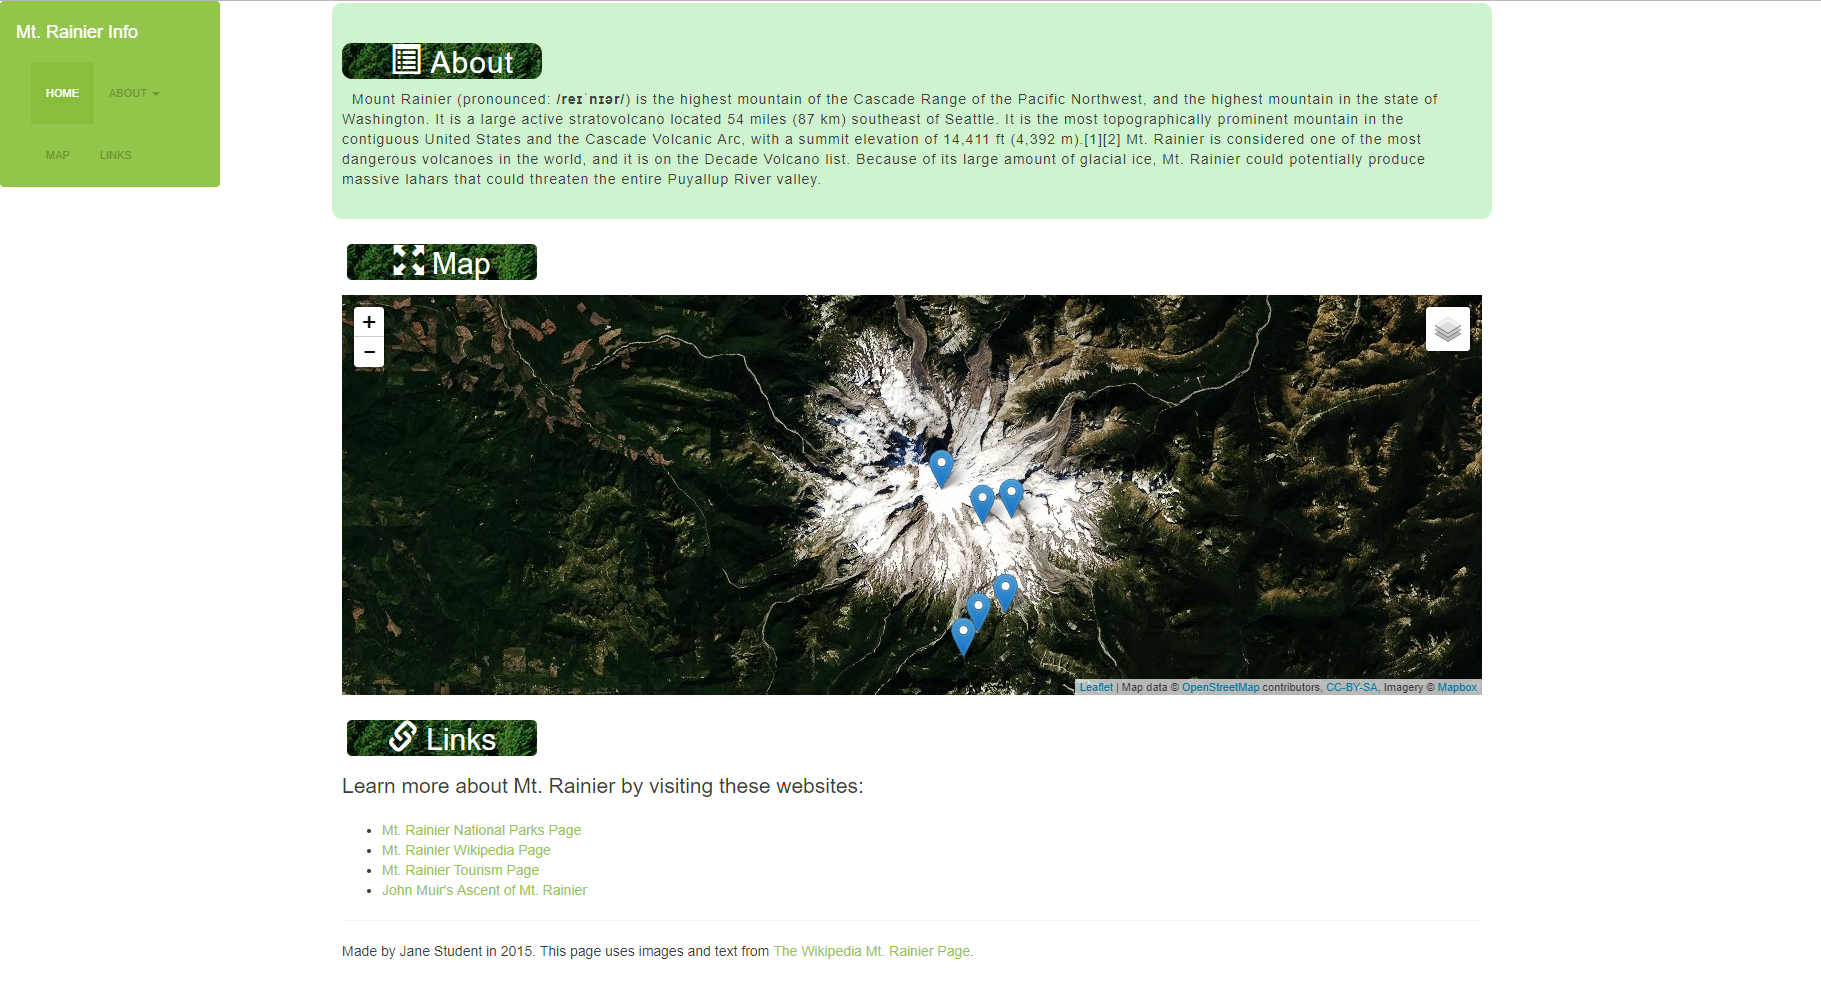 Mt. Rainier Info
HOME
ABOUT
MAP
LINKS
About
Mount Rainier (pronounced: /reɪˈnɪər/) is the highest mountain of the Cascade Range of the Pacific Northwest, and the highest mountain in the state of
Washington. It is a large active stratovolcano located 54 miles (87 km) southeast of Seattle. It is the most topographically prominent mountain in the
contiguous United States and the Cascade Volcanic Arc, with a summit elevation of 14,411 ft (4,392 m).[1][2] Mt. Rainier is considered one of the most
dangerous volcanoes in the world, and it is on the Decade Volcano list. Because of its large amount of glacial ice, Mt. Rainier could potentially produce
massive lahars that could threaten the entire Puyallup River valley.
Map
+
−
Leaflet | Map data © OpenStreetMap contributors, CC-BY-SA, Imagery © Mapbox
Links
Learn more about Mt. Rainier by visiting these websites:
• Mt. Rainier National Parks Page
• Mt. Rainier Wikipedia Page
• Mt. Rainier Tourism Page
• John Muir's Ascent of Mt. Rainier
Made by Jane Student in 2015. This page uses images and text from The Wikipedia Mt. Rainier Page.